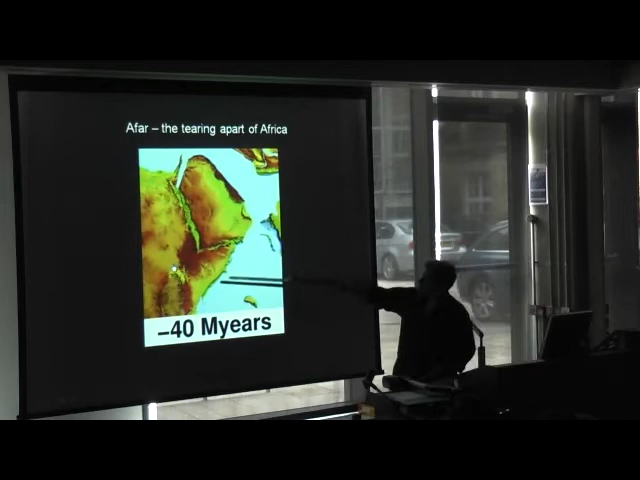 Afar – the tearing apart of Africa
–40 Myears